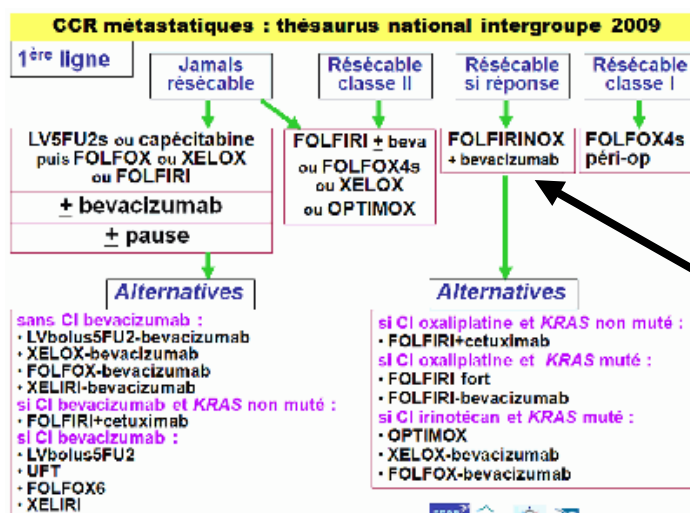 CCR métastatiques : thésaurus national intergroupe 2009
1ère ligne
Jamais
résécable
Résécable
classe II
Résécable
si réponse
Résécable
classe I
LV5FU2s ou capécitabine
puis FOLFOX ou XELOX
ou FOLFIRI
± bevacizumab
± pause
FOLFIRI ± beva
ou FOLFOX4s
ou XELOX
ou OPTIMOX
FOLFIRINOX
+ bevacizumab
FOLFOX4s
péri-op
Alternatives
sans CI bevacizumab :
· LVbolus5FU2-bevacizumab
· XELOX-bevacizumab
· FOLFOX-bevacizumab
· XELIRI-bevacizumab
si CI bevacizumab et KRAS non muté :
· FOLFIRI+cetuximab
si CI bevacizumab :
· LVbolus5FU2
· UFT
· FOLFOX6
· XELIRI
Alternatives
si CI oxaliplatine et KRAS non muté :
· FOLFIRI+cetuximab
si CI oxaliplatine et KRAS muté :
· FOLFIRI fort
· FOLFIRI-bevacizumab
si CI irinotécan et KRAS muté :
· OPTIMOX
· XELOX-bevacizumab
· FOLFOX-bevacizumab